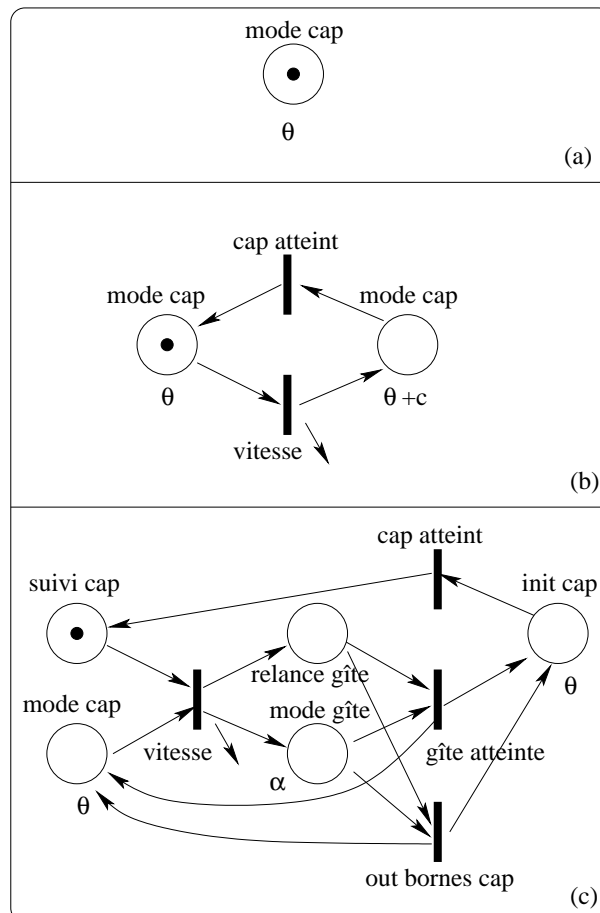 mode cap
θ
(a)
cap atteint
mode cap
mode cap
θ
θ +c
vitesse
(b)
cap atteint
suivi cap
init cap
relance gîte
θ
mode cap
mode gîte
vitesse
gîte atteinte
θ
α
out bornes cap
(c)